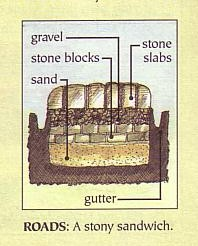 gravel
stone slabs
stone blocks
sand
gutter
ROADS: A stony sandwich.